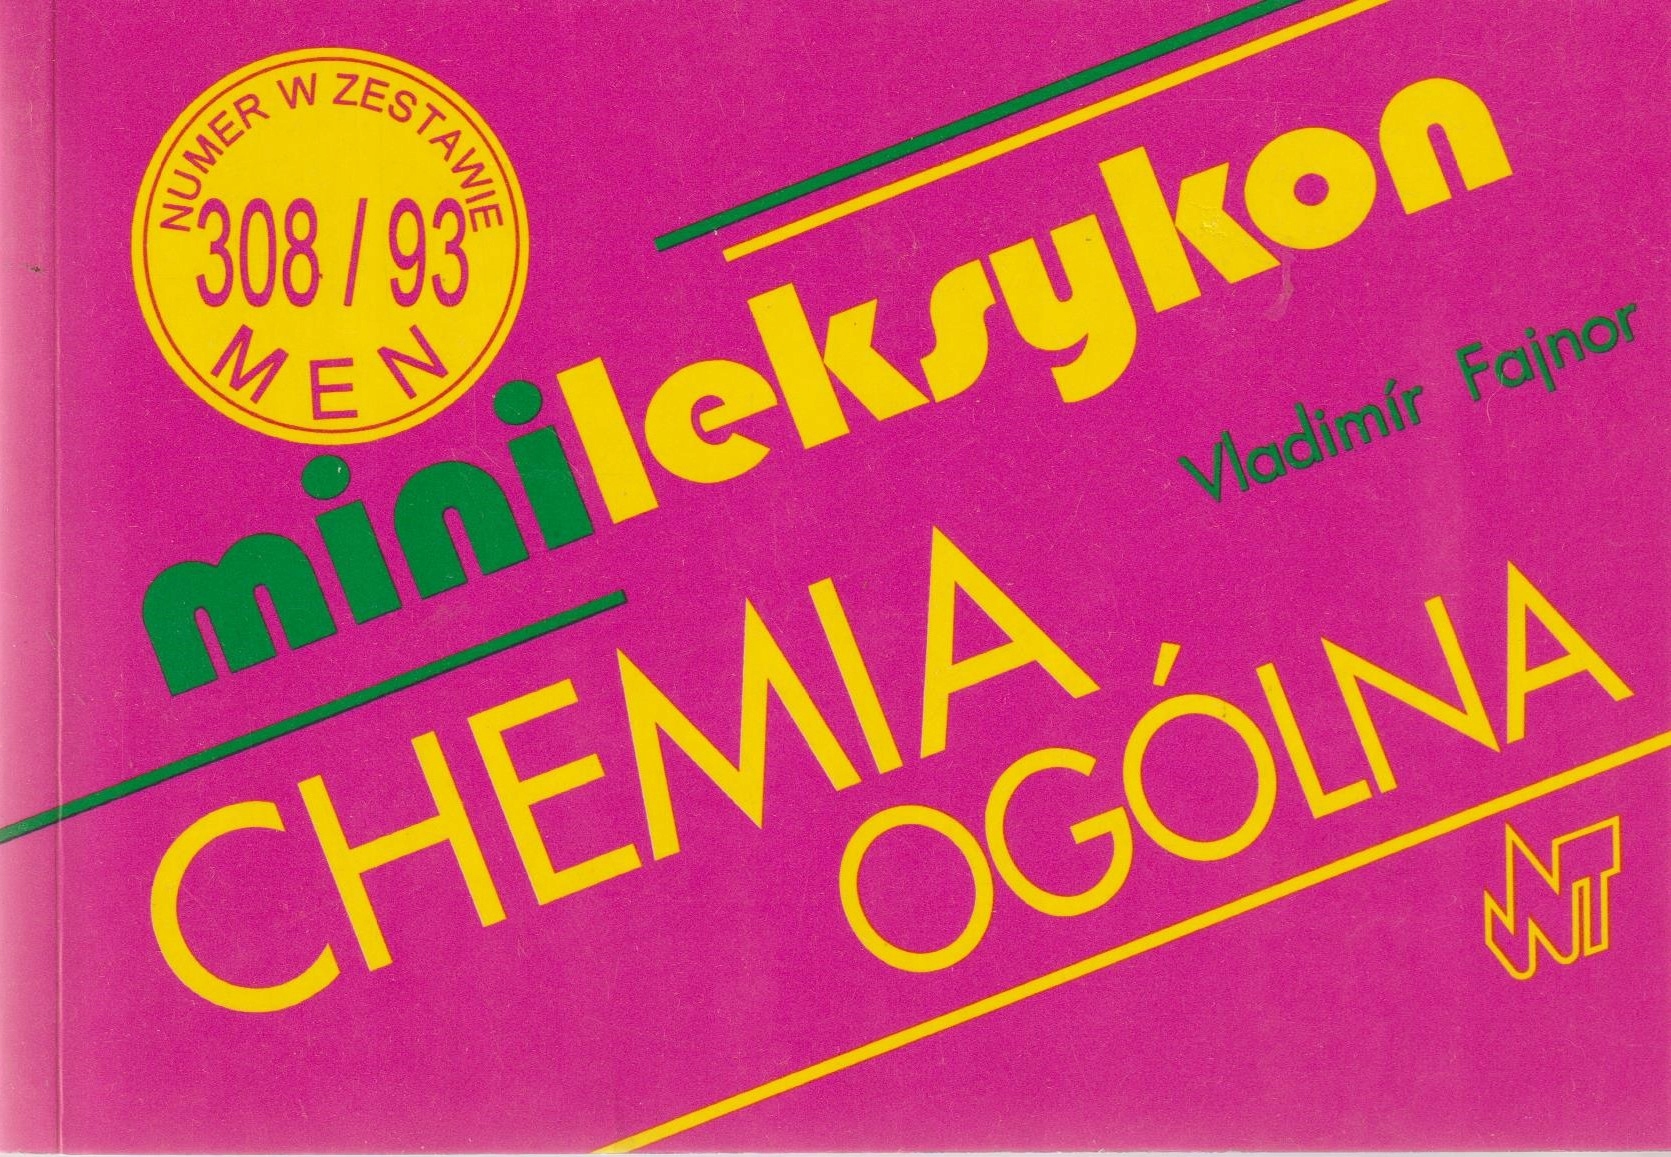 NUMER W ZESTAWIE
308/93
MEN
minileksykon
Vladimír Fajnor
CHEMIA
OGÓLNA
WNT